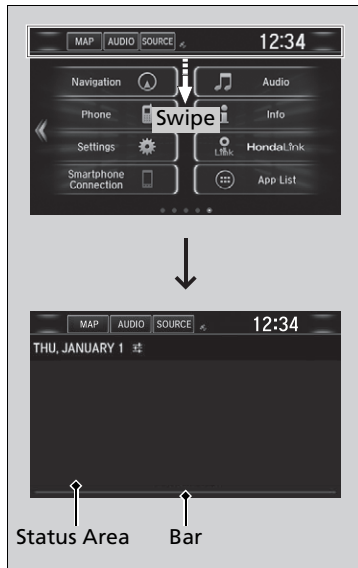 MAP AUDIO SOURCE 12:34
Navigation Audio
Phone Info
Swipe
Settings Link HondaLink
Smartphone
Connection App List
MAP AUDIO SOURCE 12:34
THU, JANUARY 1
Status Area Bar